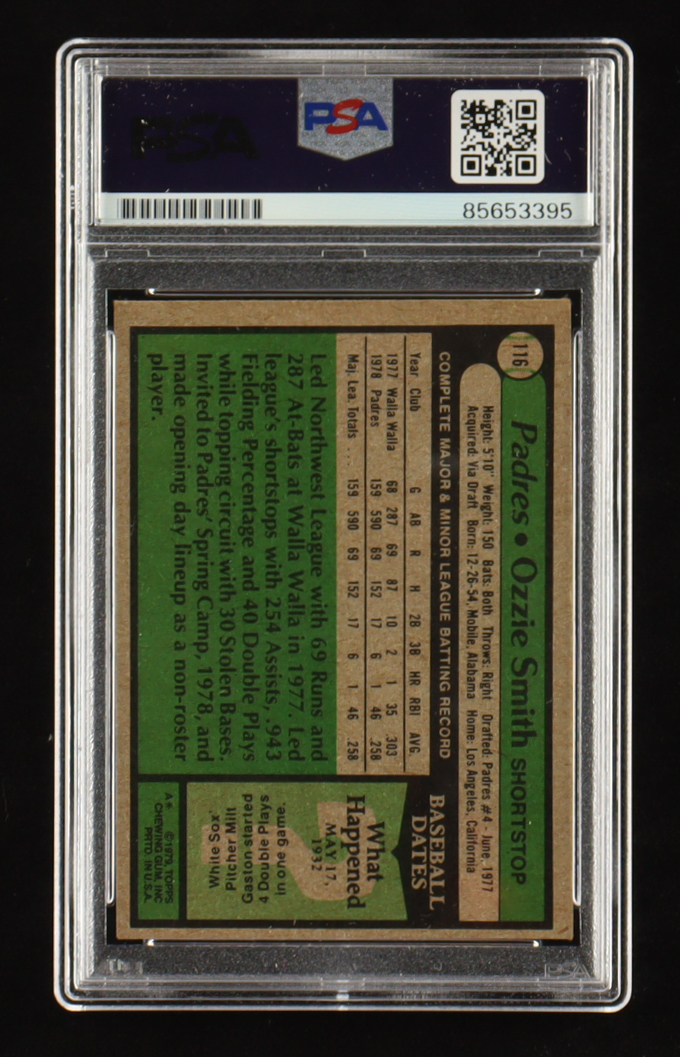 PSA
PSA
85653395
116
Padres • Ozzie Smith SHORTSTOP
Height: 5'10" Weight: 150 Bats: Both Throws: Right Drafted: Padres #4 - June, 1977
Acquired: Via Draft Born: 12-26-54, Mobile, Alabama Home: Los Angeles, California
COMPLETE MAJOR & MINOR LEAGUE BATTING RECORD
Year Club G AB R H 2B 3B HR RBI AVG.
1977 Walla Walla 68 287 69 87 10 2 1 35 303
1978 Padres 159 590 69 152 17 6 1 46 258
Maj. Lea. Totals . . . 159 590 69 152 17 6 1 46 258
Led Northwest League with 69 Runs and
287 At-Bats at Walla Walla in 1977. Led
league's shortstops with 254 Assists, .943
Fielding Percentage and 40 Double Plays
while topping circuit with 30 Stolen Bases.
Invited to Padres' Spring Camp, 1978, and
made opening day lineup as a non-roster
player.
BASEBALL
DATES
What
Happened
MAY 17,
1932
?
White Sox'
Pitcher Milt
Gaston started
4 Double Plays
in one game.
A* ©1979, TOPPS
CHEWING GUM, INC
PRTD. IN U.S.A.
PSA